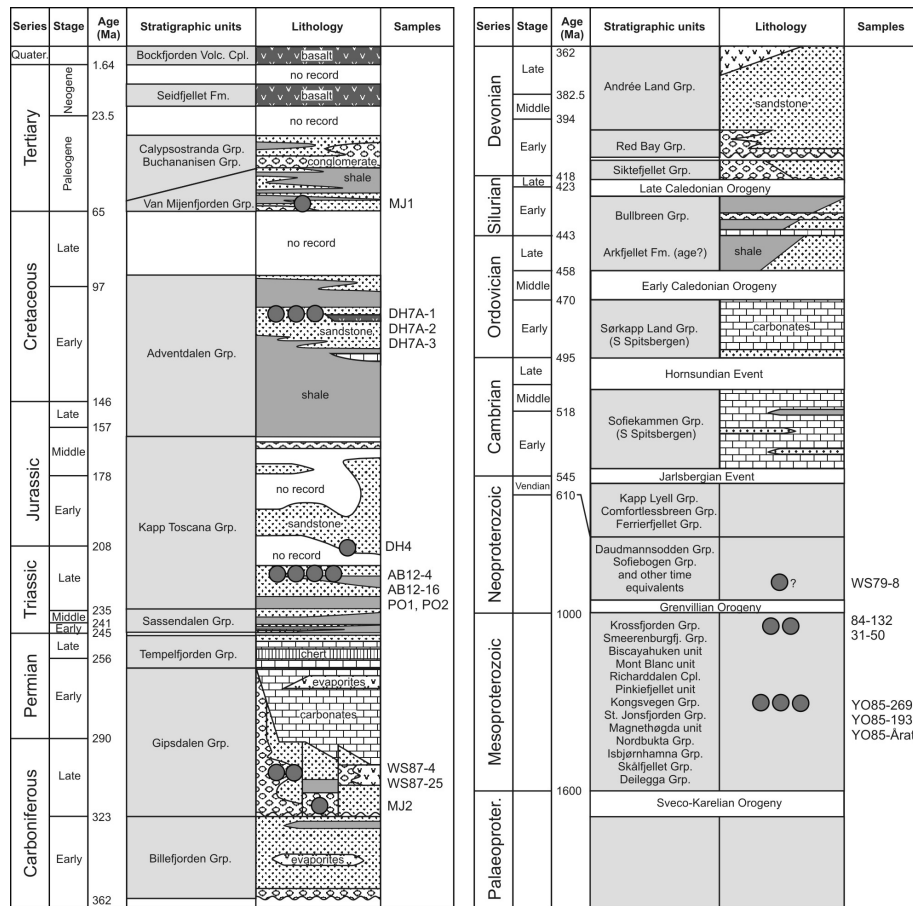 Series Stage Age (Ma) Stratigraphic units Lithology Samples
Quater.
Bockfjorden Volc. Cpl. basalt
1.64
no record
Tertiary
Neogene
Seidfjellet Fm. basalt
23.5
no record
Paleogene
Calypsostranda Grp.
Buchananisen Grp. conglomerate
shale
Van Mijenfjorden Grp. MJ1
65
Cretaceous
Late
no record
97
Early
Adventdalen Grp.
DH7A-1
sandstone DH7A-2
DH7A-3
shale
146
Jurassic
Late
157
Middle
178
no record
Early
Kapp Toscana Grp.
sandstone
208
DH4
no record
Triassic
Late
AB12-4
AB12-16
PO1, PO2
235
Middle
241
Sassendalen Grp.
Early
245
Permian
Late
Tempelfjorden Grp. chert
256
Early
evaporites
carbonates
290
Gipsdalen Grp.
Carboniferous
Late
WS87-4
WS87-25
MJ2
323
Early
Billefjorden Grp. evaporites
362
Series Stage Age (Ma) Stratigraphic units Lithology Samples
362
Devonian
Late
Andrée Land Grp.
382.5
sandstone
Middle
394
Early
Red Bay Grp.
Siktefjellet Grp.
418
Silurian
Late
423
Late Caledonian Orogeny
Early
Bullbreen Grp.
443
Ordovician
Late
Arkfjellet Fm. (age?) shale
458
Middle
Early Caledonian Orogeny
470
Early
Sørkapp Land Grp. carbonates
(S Spitsbergen)
495
Cambrian
Late
Hornsundian Event
Middle
518
Sofiekammen Grp.
(S Spitsbergen)
Early
545
Jarlsbergian Event
Neoproterozoic
Vendian
610
Kapp Lyell Grp.
Comfortlessbreen Grp.
Ferrierfjellet Grp.
Daudmannsodden Grp.
Sofiebogen Grp.
and other time
equivalents
? WS79-8
Grenvillian Orogeny
1000
Mesoproterozoic
Krossfjorden Grp. 84-132
Smeerenburgfj. Grp. 31-50
Biscayahuken unit
Mont Blanc unit
Richarddalen Cpl.
Pinkiefjellet unit
Kongsvegen Grp. YO85-269
St. Jonsfjorden Grp. YO85-193
Magnethøgda unit YO85-Årat
Nordbukta Grp.
Isbjørnhamna Grp.
Skålfjellet Grp.
Deilegga Grp.
1600
Palaeoproter.
Sveco-Karelian Orogeny